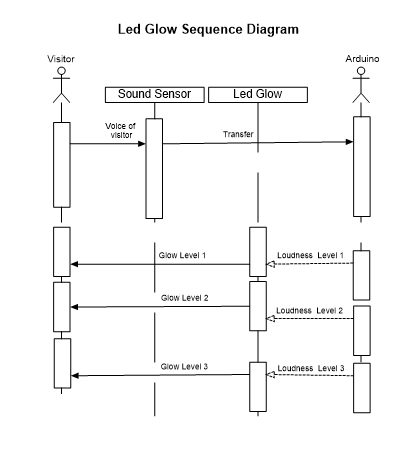 Led Glow Sequence Diagram
Visitor
Arduino
Sound Sensor
Led Glow
Voice of
visitor
Transfer
Glow Level 1
Loudness Level 1
Glow Level 2
Loudness Level 2
Glow Level 3
Loudness Level 3